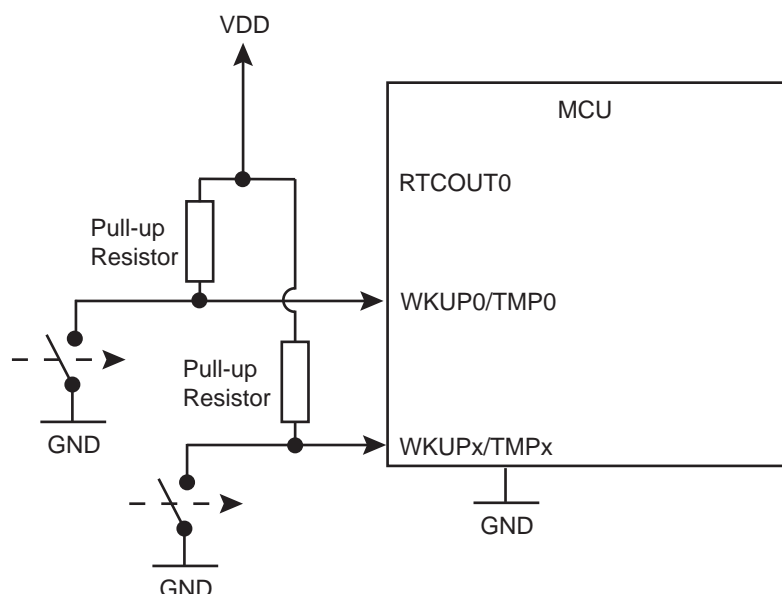 VDD
MCU
RTCOUT0
Pull-up
Resistor
WKUP0/TMP0
Pull-up
Resistor
GND
WKUPx/TMPx
GND
GND